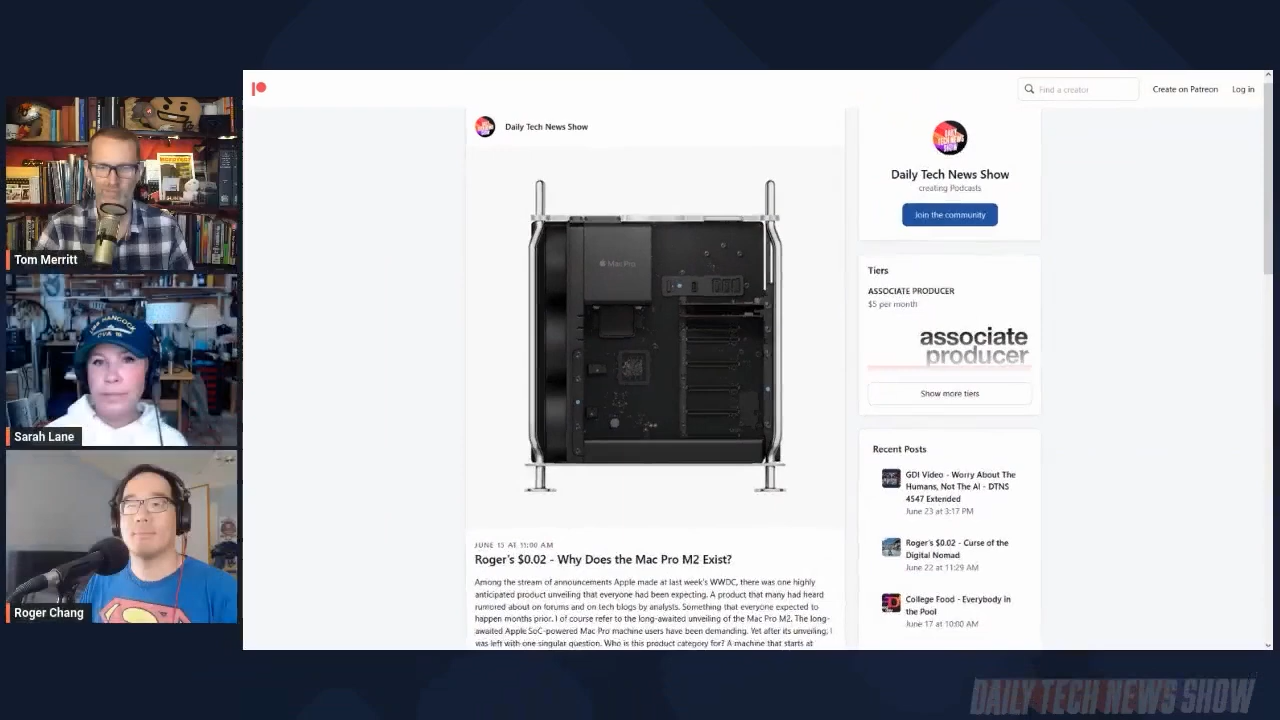 Find a creator
Create on Patreon
Log in
Daily Tech News Show
Mac Pro
JUNE 15 AT 11:00 AM
Roger's $0.02 - Why Does the Mac Pro M2 Exist?
Among the stream of announcements Apple made at last week's WWDC, there was one highly
anticipated product unveiling that everyone had been expecting. A product that many had heard
rumored about on forums and on tech blogs by analysts. Something that everyone expected to
happen months prior. I of course refer to the long-awaited unveiling of the Mac Pro M2. The long-
awaited Apple SoC-powered Mac Pro machine users have been demanding. Yet after its unveiling, I
was left with one singular question. Who is this product category for? A machine that starts at
DAILY
TECH
NEWS
SHOW
Daily Tech News Show
creating Podcasts
Join the community
Tiers
ASSOCIATE PRODUCER
$5 per month
associate
producer
Show more tiers
Recent Posts
GDI Video - Worry About The
Humans, Not The AI - DTNS
4547 Extended
June 23 at 3:17 PM
Roger's $0.02 - Curse of the
Digital Nomad
June 22 at 11:29 AM
College Food - Everybody in
the Pool
June 17 at 10:00 AM
Tom Merritt
HANCOCK
CVA 19
Sarah Lane
Roger Chang
DAILY TECH NEWS SHOW